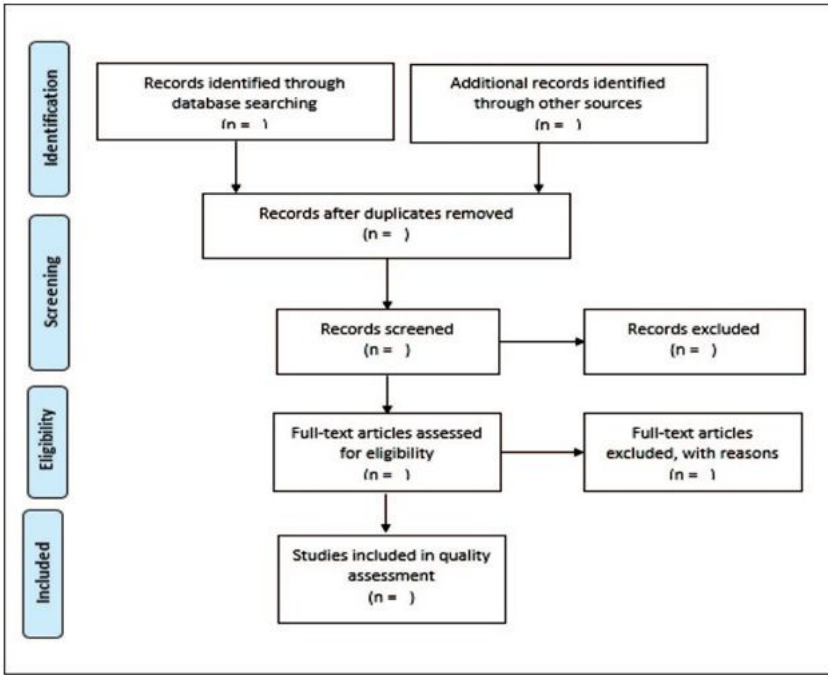 Identification
Records identified through
database searching
(n = )
Additional records identified
through other sources
(n = )
Records after duplicates removed
(n = )
Screening
Records screened
(n = )
Records excluded
(n = )
Eligibility
Full-text articles assessed
for eligibility
(n = )
Full-text articles
excluded, with reasons
(n = )
Included
Studies included in quality
assessment
(n = )